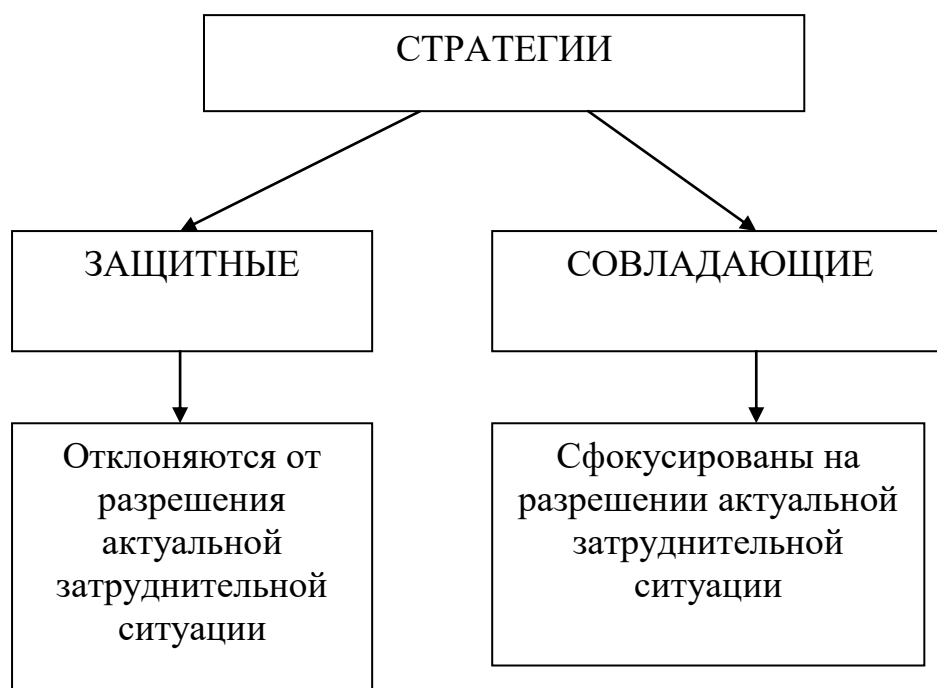 СТРАТЕГИИ
ЗАЩИТНЫЕ
СОВЛАДАЮЩИЕ
Отклоняются от
разрешения
актуальной
затруднительной
ситуации
Сфокусированы на
разрешении актуальной
затруднительной
ситуации